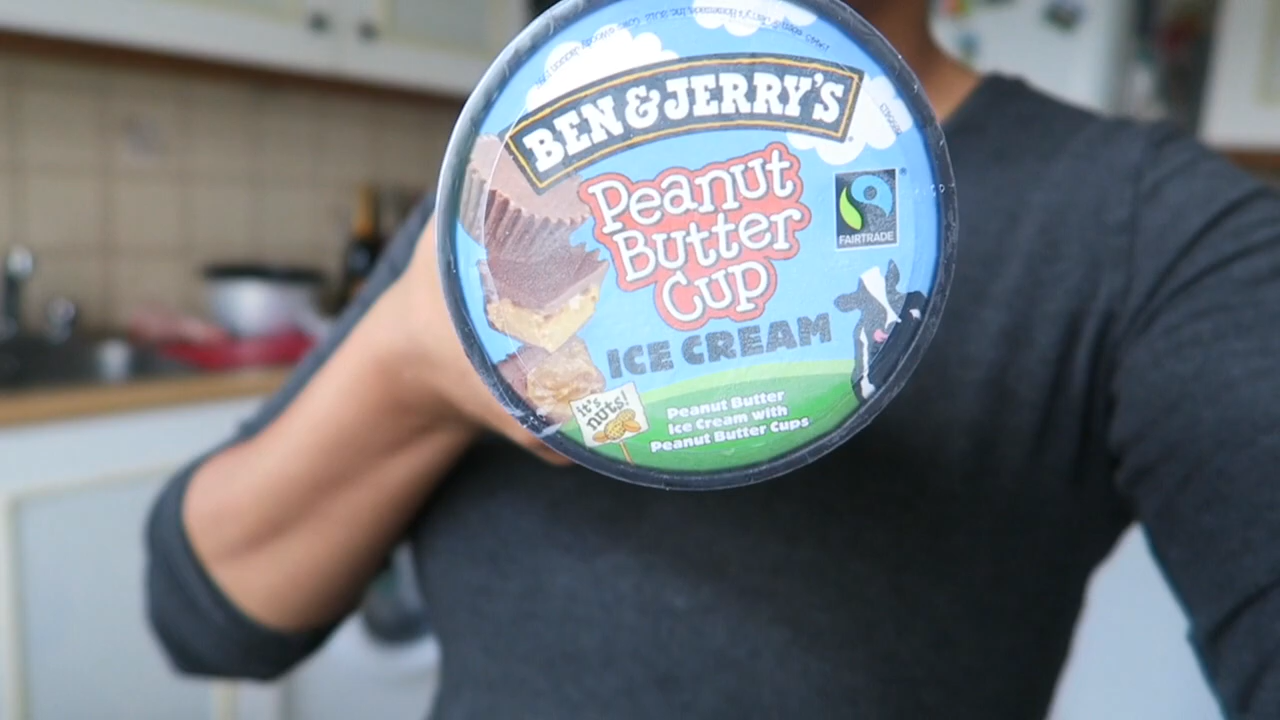 BEN & JERRY'S
Peanut
Butter
Cup
FAIRTRADE
ICE CREAM
it's
nuts!
Peanut Butter
Ice Cream with
Peanut Butter Cups